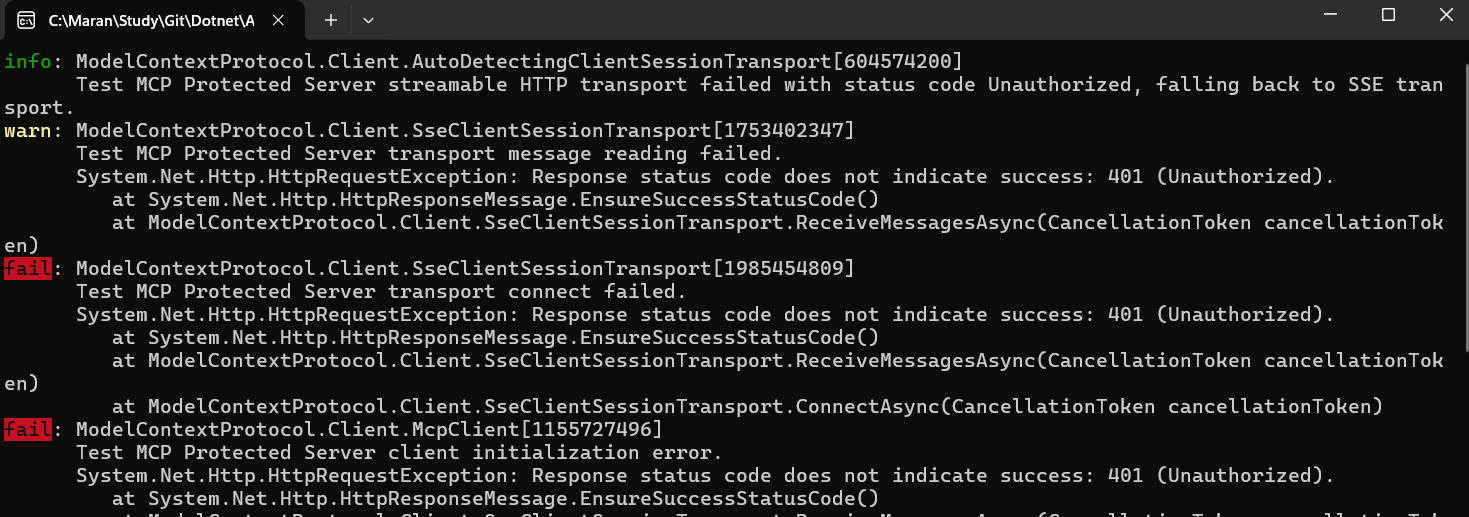 C:\Maran\Study\Git\Dotnet\A
info: ModelContextProtocol.Client.AutoDetectingClientSessionTransport[604574200]
Test MCP Protected Server streamable HTTP transport failed with status code Unauthorized, falling back to SSE tran
sport.
warn: ModelContextProtocol.Client.SseClientSessionTransport[1753402347]
Test MCP Protected Server transport message reading failed.
System.Net.Http.HttpRequestException: Response status code does not indicate success: 401 (Unauthorized).
at System.Net.Http.HttpResponseMessage.EnsureSuccessStatusCode()
at ModelContextProtocol.Client.SseClientSessionTransport.ReceiveMessagesAsync(CancellationToken cancellationTok
en)
fail: ModelContextProtocol.Client.SseClientSessionTransport[1985454809]
Test MCP Protected Server transport connect failed.
System.Net.Http.HttpRequestException: Response status code does not indicate success: 401 (Unauthorized).
at System.Net.Http.HttpResponseMessage.EnsureSuccessStatusCode()
at ModelContextProtocol.Client.SseClientSessionTransport.ReceiveMessagesAsync(CancellationToken cancellationTok
en)
at ModelContextProtocol.Client.SseClientSessionTransport.ConnectAsync(CancellationToken cancellationToken)
fail: ModelContextProtocol.Client.McpClient[1155727496]
Test MCP Protected Server client initialization error.
System.Net.Http.HttpRequestException: Response status code does not indicate success: 401 (Unauthorized).
at System.Net.Http.HttpResponseMessage.EnsureSuccessStatusCode()